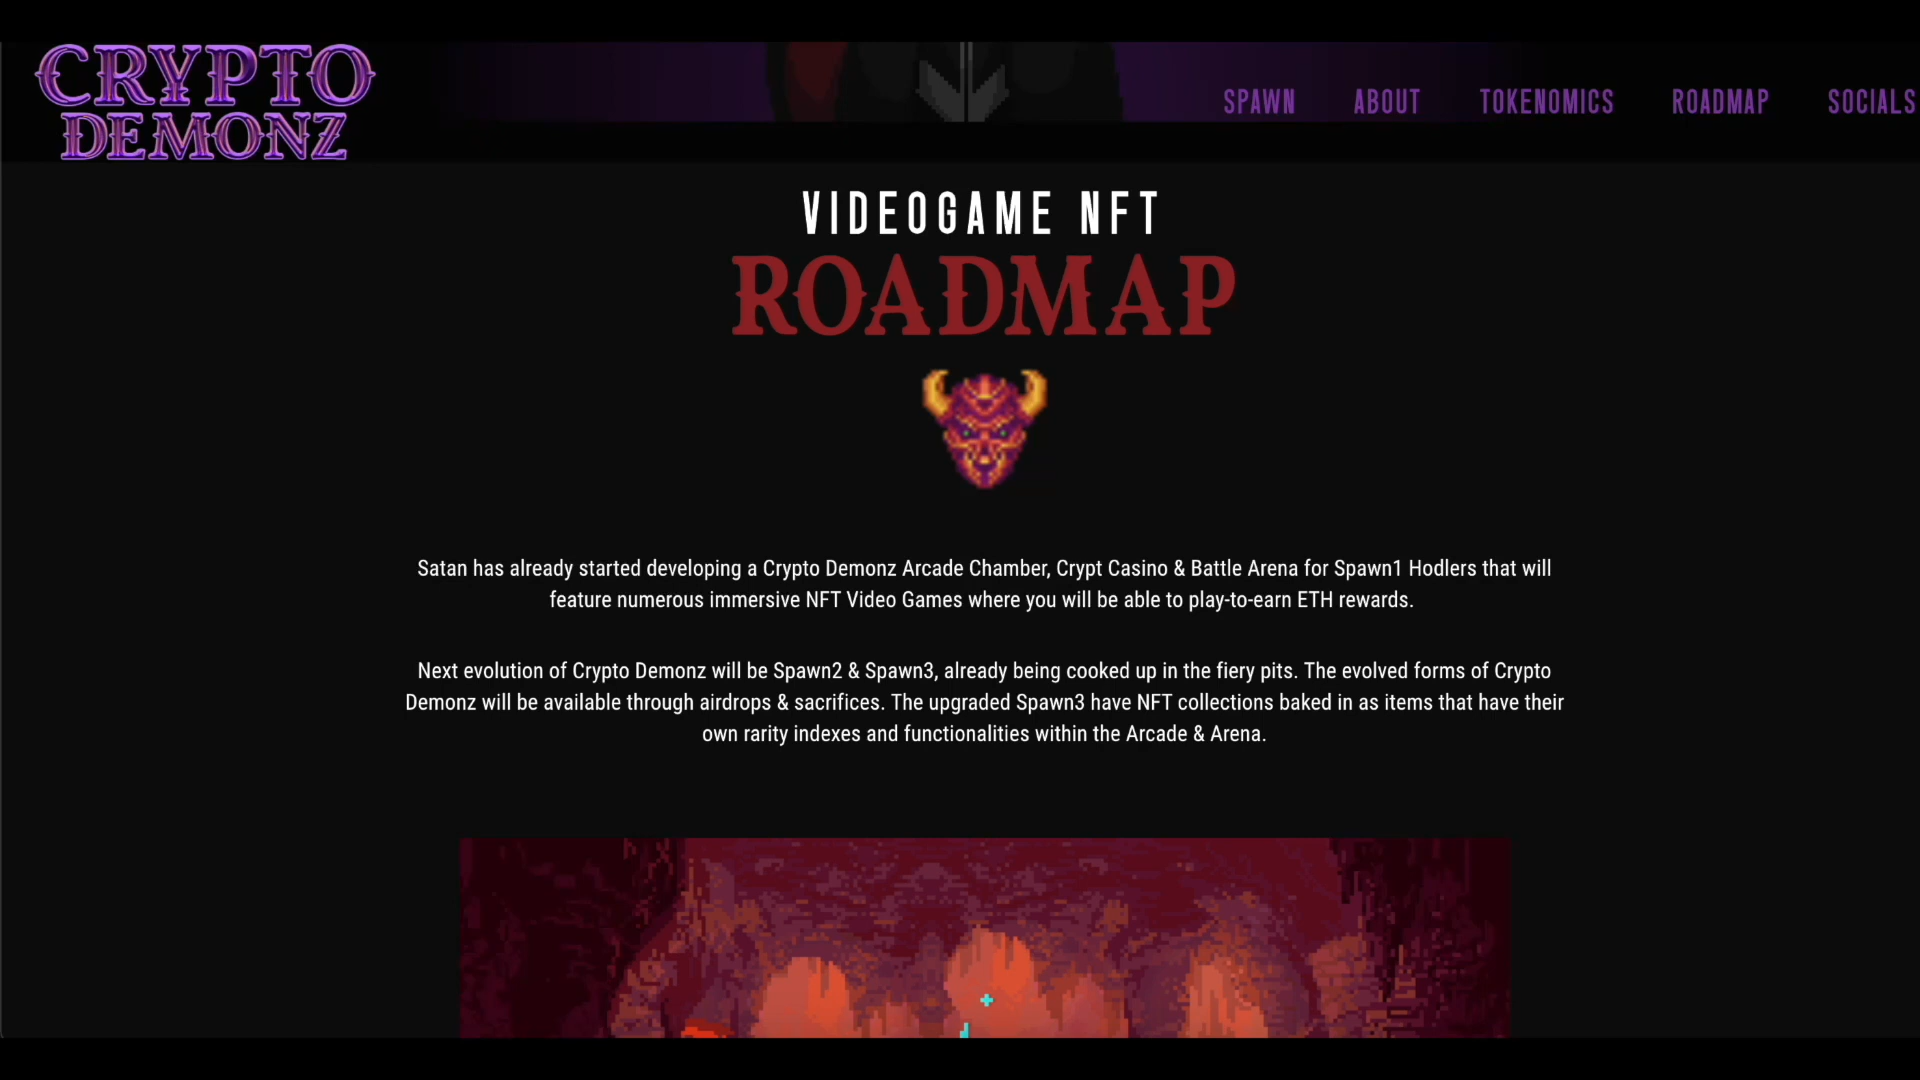 CRYPTO
DEMONZ
SPAWN ABOUT TOKENOMICS ROADMAP SOCIALS
VIDEOGAME NFT
ROADMAP
Satan has already started developing a Crypto Demonz Arcade Chamber, Crypt Casino & Battle Arena for Spawn1 Hodlers that will
feature numerous immersive NFT Video Games where you will be able to play-to-earn ETH rewards.
Next evolution of Crypto Demonz will be Spawn2 & Spawn3, already being cooked up in the fiery pits. The evolved forms of Crypto
Demonz will be available through airdrops & sacrifices. The upgraded Spawn3 have NFT collections baked in as items that have their
own rarity indexes and functionalities within the Arcade & Arena.